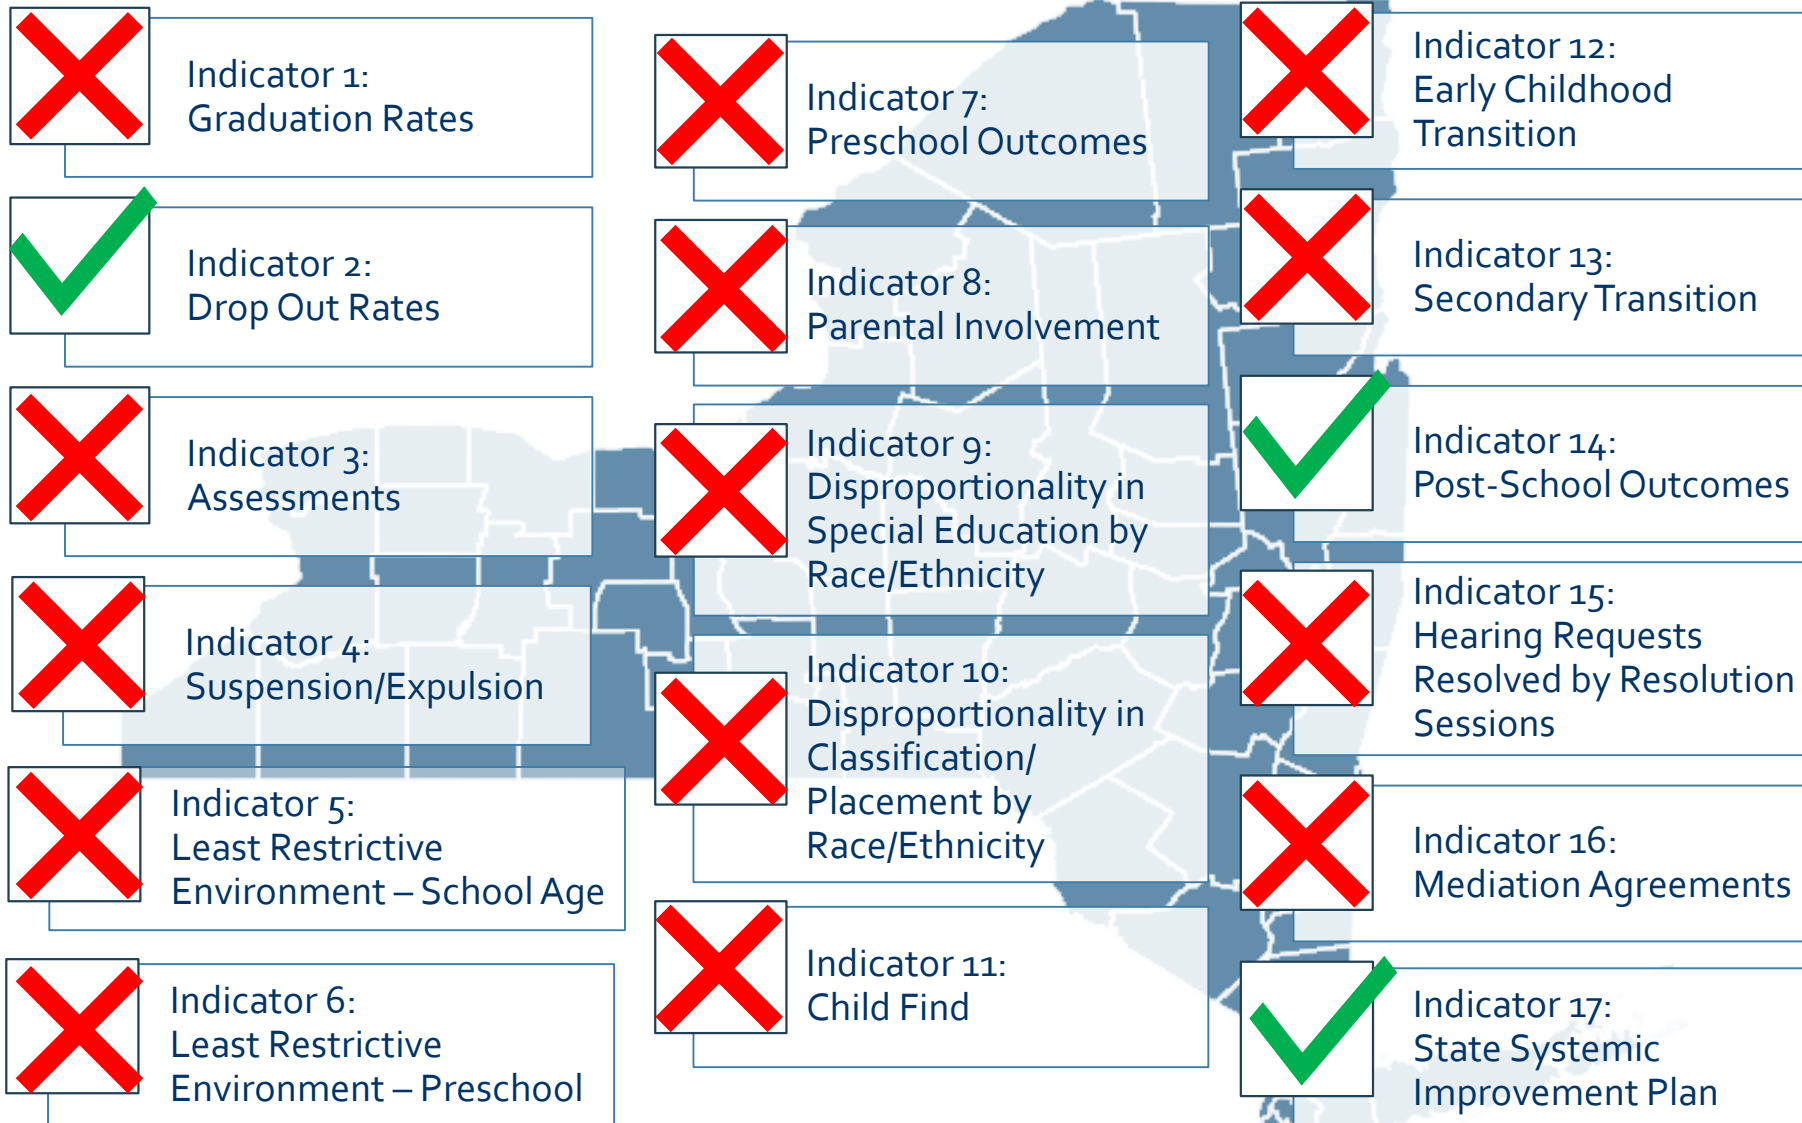 Indicator 1:
Graduation Rates
Indicator 2:
Drop Out Rates
Indicator 3:
Assessments
Indicator 4:
Suspension/Expulsion
Indicator 5:
Least Restrictive
Environment – School Age
Indicator 6:
Least Restrictive
Environment – Preschool
Indicator 7:
Preschool Outcomes
Indicator 8:
Parental Involvement
Indicator 9:
Disproportionality in
Special Education by
Race/Ethnicity
Indicator 10:
Disproportionality in
Classification/
Placement by
Race/Ethnicity
Indicator 11:
Child Find
Indicator 12:
Early Childhood
Transition
Indicator 13:
Secondary Transition
Indicator 14:
Post-School Outcomes
Indicator 15:
Hearing Requests
Resolved by Resolution
Sessions
Indicator 16:
Mediation Agreements
Indicator 17:
State Systemic
Improvement Plan